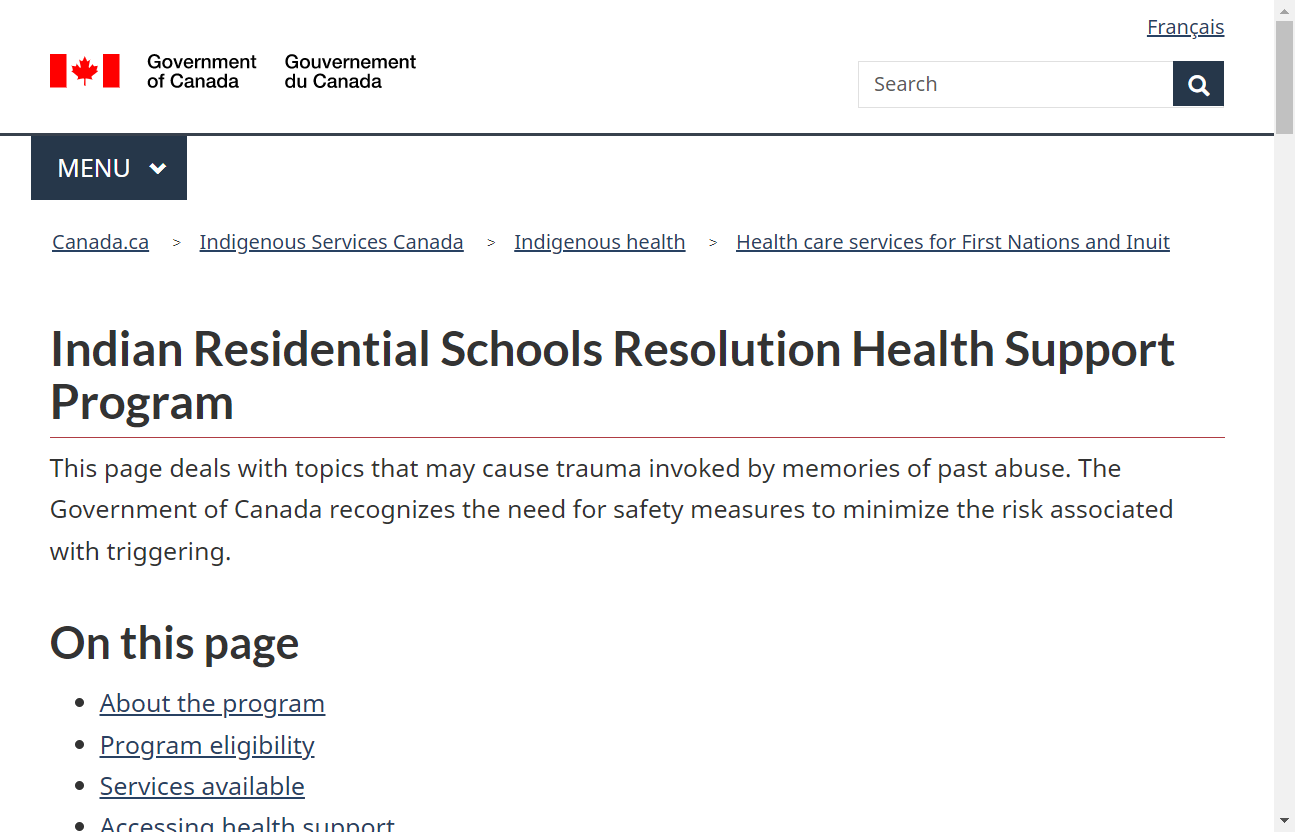 Français
Government of Canada
Gouvernement du Canada
Search
MENU
Canada.ca > Indigenous Services Canada > Indigenous health > Health care services for First Nations and Inuit
Indian Residential Schools Resolution Health Support
Program
This page deals with topics that may cause trauma invoked by memories of past abuse. The
Government of Canada recognizes the need for safety measures to minimize the risk associated
with triggering.
On this page
• About the program
• Program eligibility
• Services available
• Accessing health support